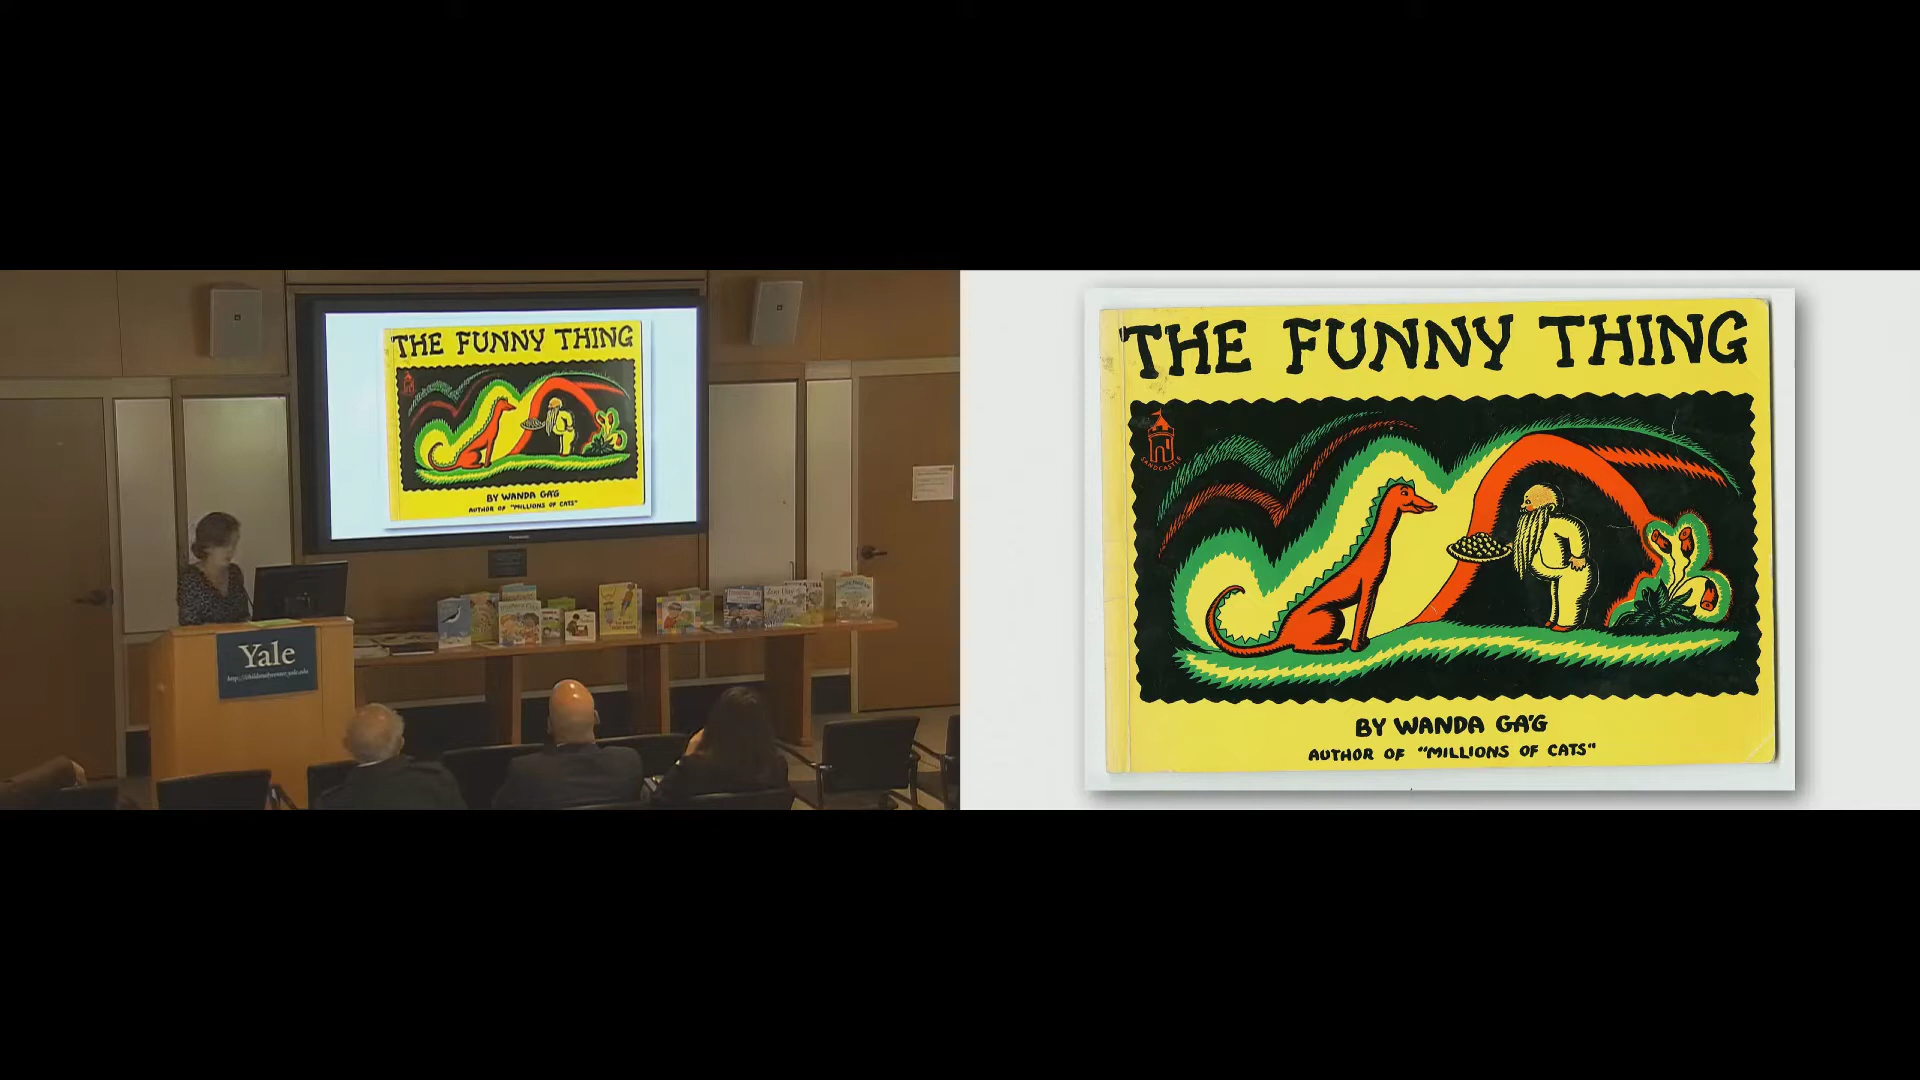 THE FUNNY THING
BY WANDA GA'G
AUTHOR OF "MILLIONS OF CATS"
Yale
THE FUNNY THING
SANDCASTLE
BY WANDA GA'G
AUTHOR OF "MILLIONS OF CATS"